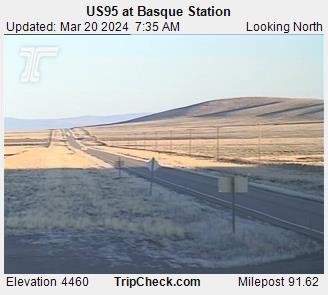 US95 at Basque Station
Updated: Mar 20 2024 7:35 AM Looking North
Elevation 4460 TripCheck.com Milepost 91.62